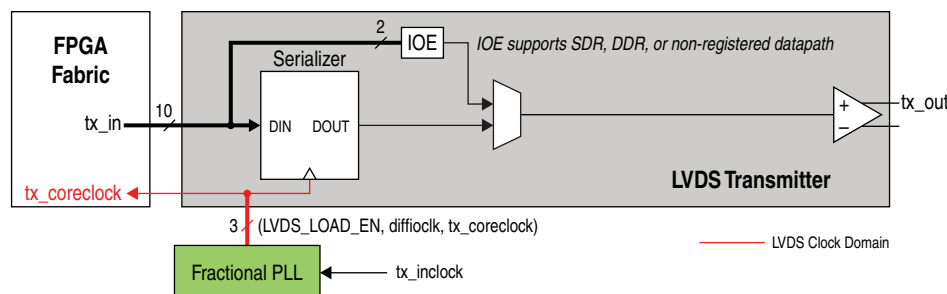 FPGA
Fabric
2
IOE
IOE supports SDR, DDR, or non-registered datapath
Serializer
10
tx_in
DIN
DOUT
+
–
tx_out
tx_coreclock
LVDS Transmitter
3
(LVDS_LOAD_EN, diffioclk, tx_coreclock)
LVDS Clock Domain
Fractional PLL
tx_inclock